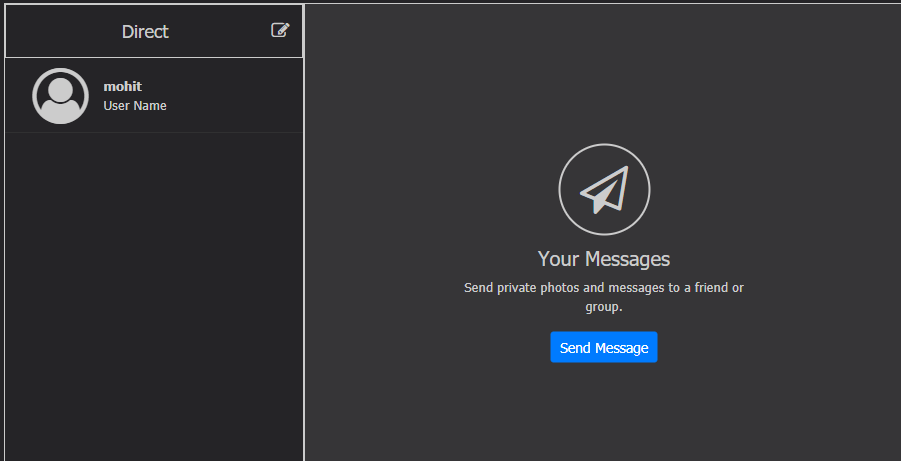 Direct
mohit
User Name
Your Messages
Send private photos and messages to a friend or
group.
Send Message